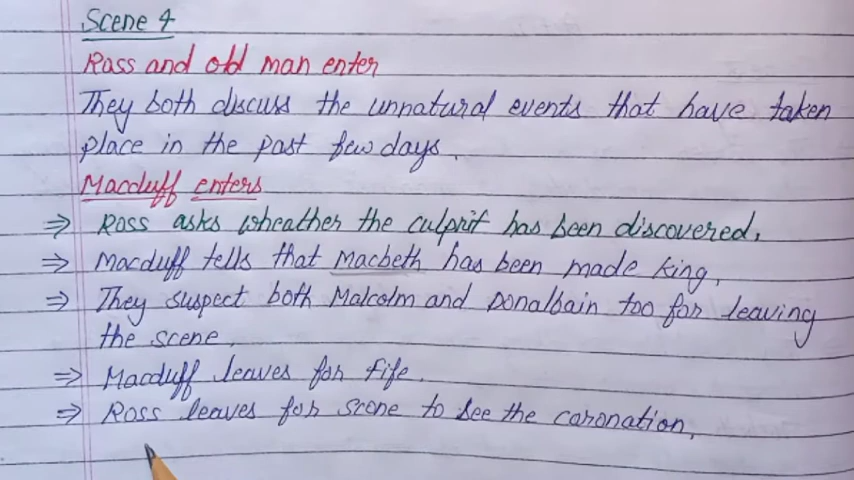 Scene 4
Ross and old man enter
They both discuss the unnatural events that have taken
place in the past few days.
Macduff enters
⇒ Ross asks wheather the culprit has been discovered.
⇒ Macduff tells that Macbeth has been made king.
⇒ They suspect both Malcolm and Donalbain too for leaving
the scene.
⇒ Macduff leaves for Fife.
⇒ Ross leaves for scone to see the coronation.